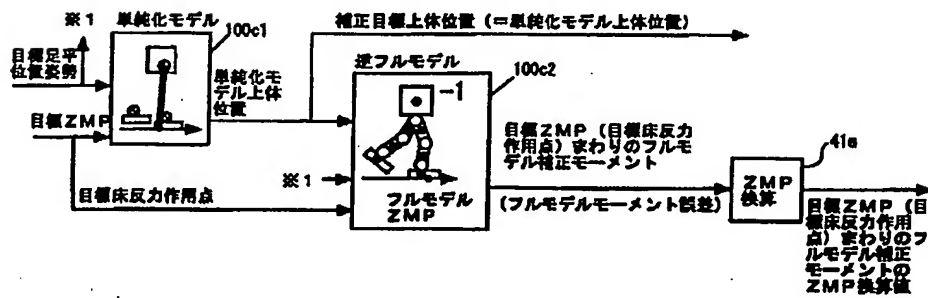 ※1
単純化モデル
100c1
目標足平
位置姿勢
目標ZMP
単純化モ
デル上体
位置
補正目標上体位置(=単純化モデル上体位置)
逆フルモデル
100c2
-1
※1
フルモデル
ZMP
目標床反力作用点
目標ZMP(目標床反力
作用点)まわりのフルモ
デル補正モーメント
(フルモデルモーメント誤差)
41a
ZMP
換算
目標ZMP(目
標床反力作用
点)まわりのフ
ルモデル補正
モーメントの
ZMP換算値